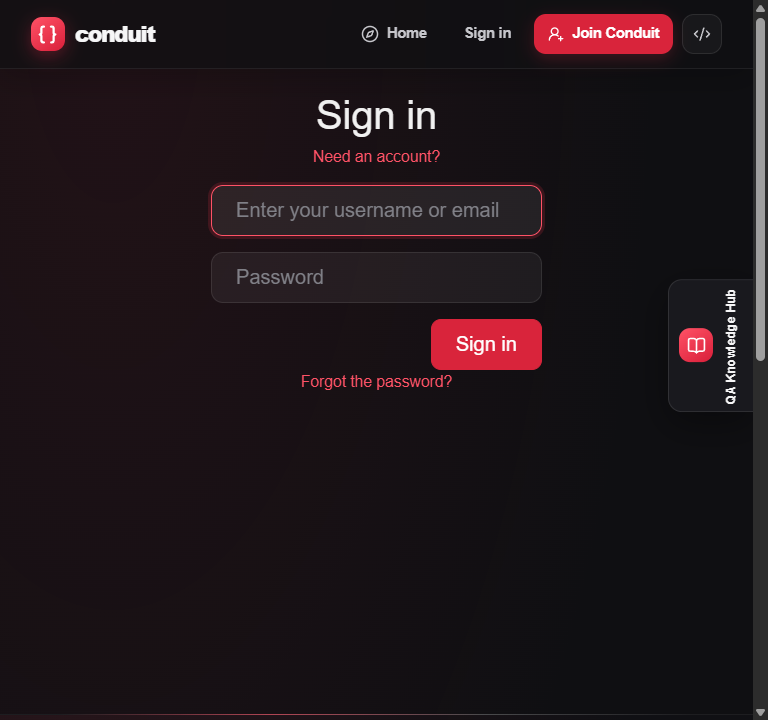 { } conduit
Home
Sign in
Join Conduit
</>
Sign in
Need an account?
Enter your username or email
Password
Sign in
Forgot the password?
QA Knowledge Hub